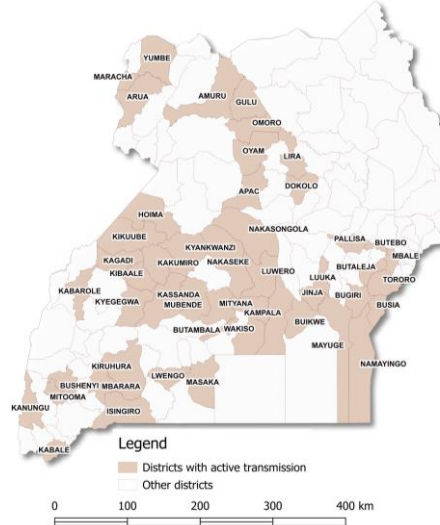 YUMBE
MARACHA
ARUA
AMURU
GULU
OMORO
OYAM
LIRA
APAC
DOKOLO
HOIMA
NAKASONGOLA
KIKUUBE
PALLISA
BUTEBO
KYANKWANZI
MBALE
KAGADI
KAKUMIRO
NAKASEKE
BUTALEJA
KIBAALE
LUWERO
LUUKA
TORORO
KABAROLE
KASSANDA
JINJA
BUGIRI
KYEGEGWA
MUBENDE
MITYANA
BUSIA
KAMPALA
BUTAMBALA
WAKISO
BUIKWE
MAYUGE
KIRUHURA
NAMAYINGO
LWENGO
BUSHENYI
MBARARA
MASAKA
MITOOMA
KANUNGU
ISINGIRO
KABALE
Legend
Districts with active transmission
Other districts
0 100 200 300 400 km